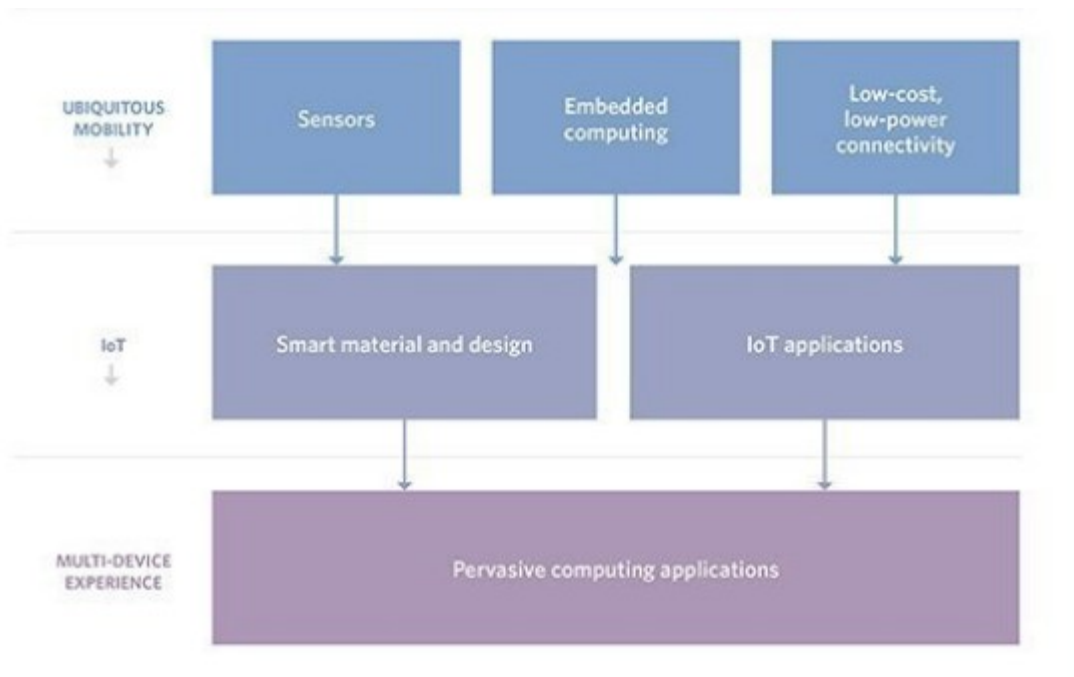 UBIQUITOUS
MOBILITY
Sensors
Embedded
computing
Low-cost,
low-power
connectivity
IoT
Smart material and design
IoT applications
MULTI-DEVICE
EXPERIENCE
Pervasive computing applications